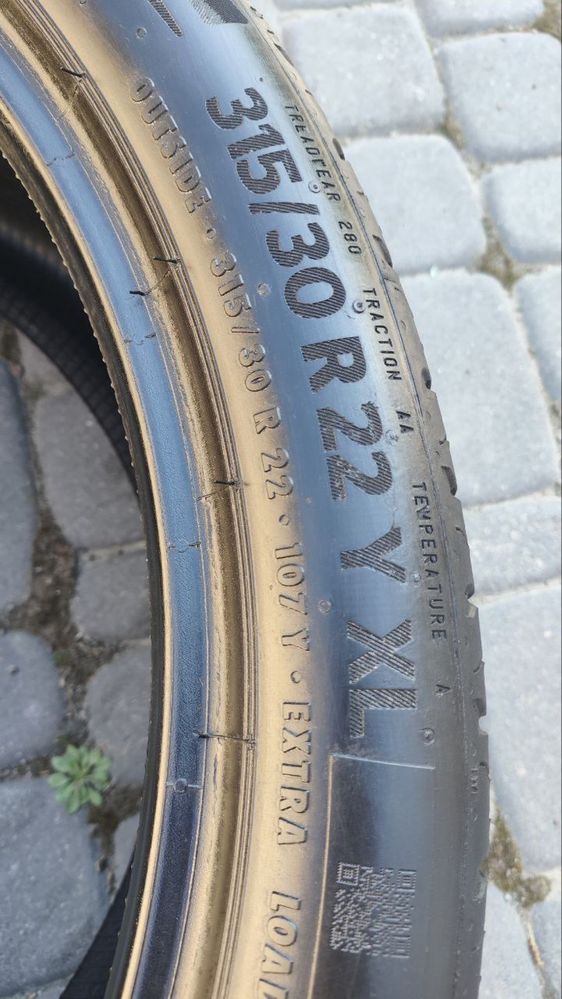 TREADWEAR 280 TRACTION AA TEMPERATURE A
315/30 R 22 Y XL
OUTSIDE · 315/30 R 22 · 107 Y · EXTRA LOAD